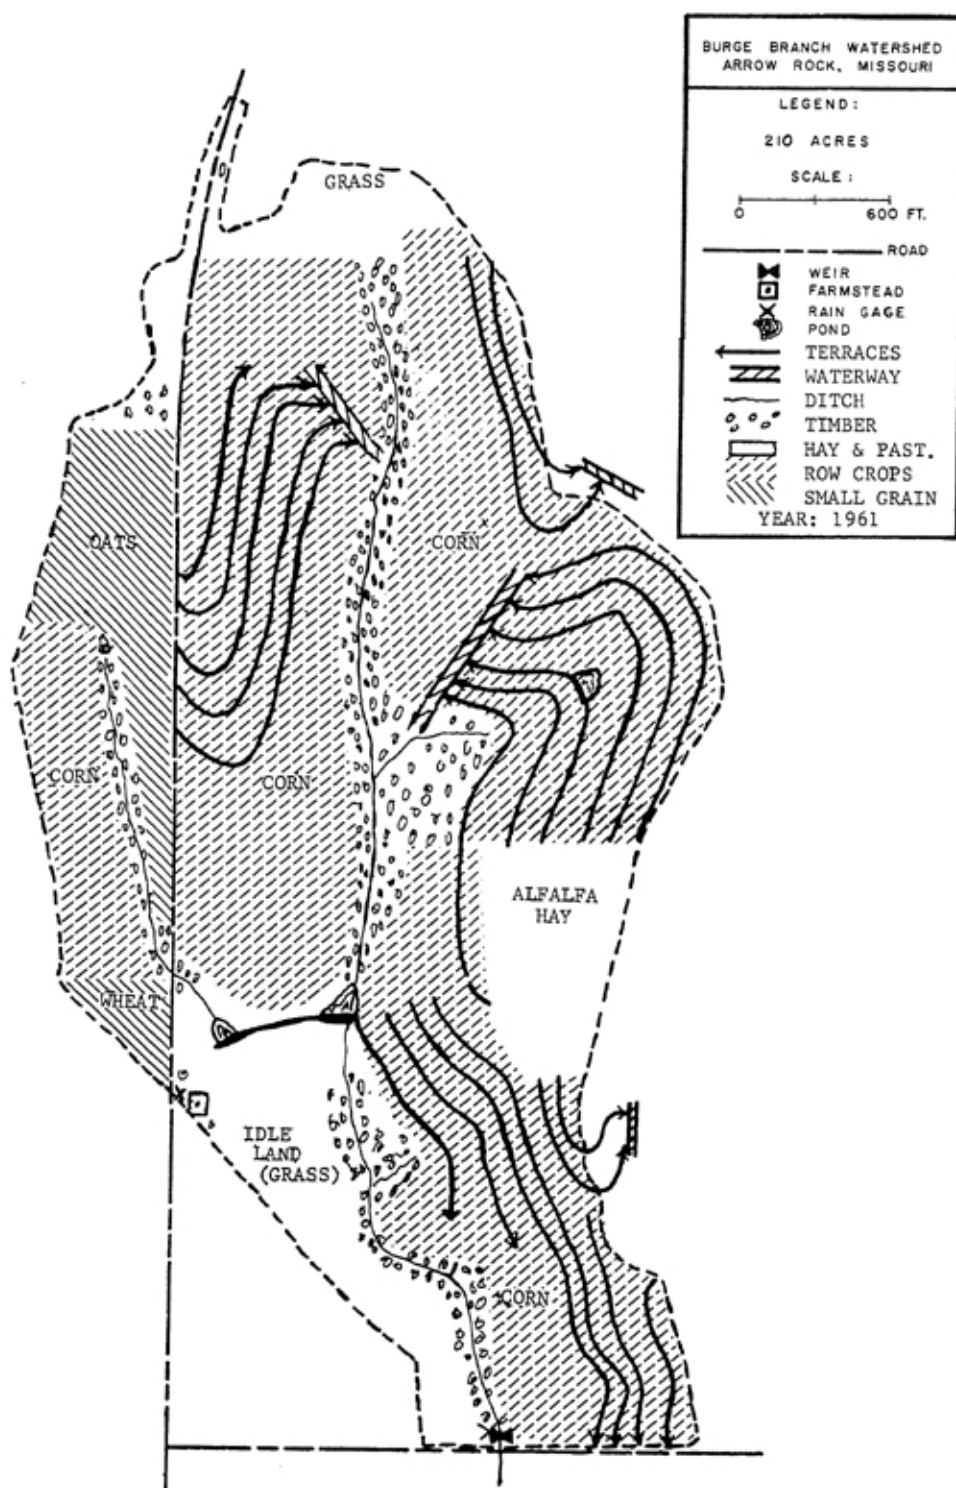 BURGE BRANCH WATERSHED
ARROW ROCK, MISSOURI
LEGEND:
210 ACRES
SCALE:
0 600 FT.
ROAD
WEIR
FARMSTEAD
RAIN GAGE
POND
TERRACES
WATERWAY
DITCH
TIMBER
HAY & PAST.
ROW CROPS
SMALL GRAIN
YEAR: 1961
GRASS
OATS
CORN
CORN
CORN
ALFALFA
HAY
WHEAT
IDLE
LAND
(GRASS)
CORN